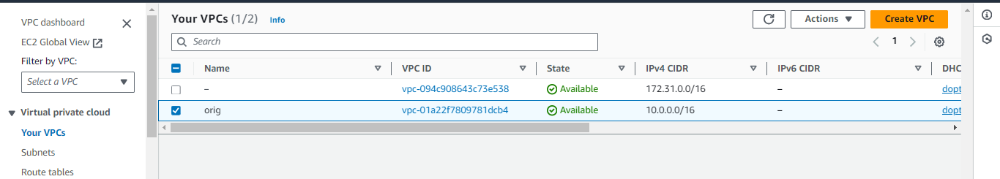 VPC dashboard
EC2 Global View
Filter by VPC:
Select a VPC
Virtual private cloud
Your VPCs
Subnets
Route tables
Your VPCs (1/2) Info
Actions
Create VPC
Search
1
Name VPC ID State IPv4 CIDR IPv6 CIDR DHC
– vpc-094c908643c73e538 Available 172.31.0.0/16 – dopt
orig vpc-01a22f7809781dcb4 Available 10.0.0.0/16 – dopt